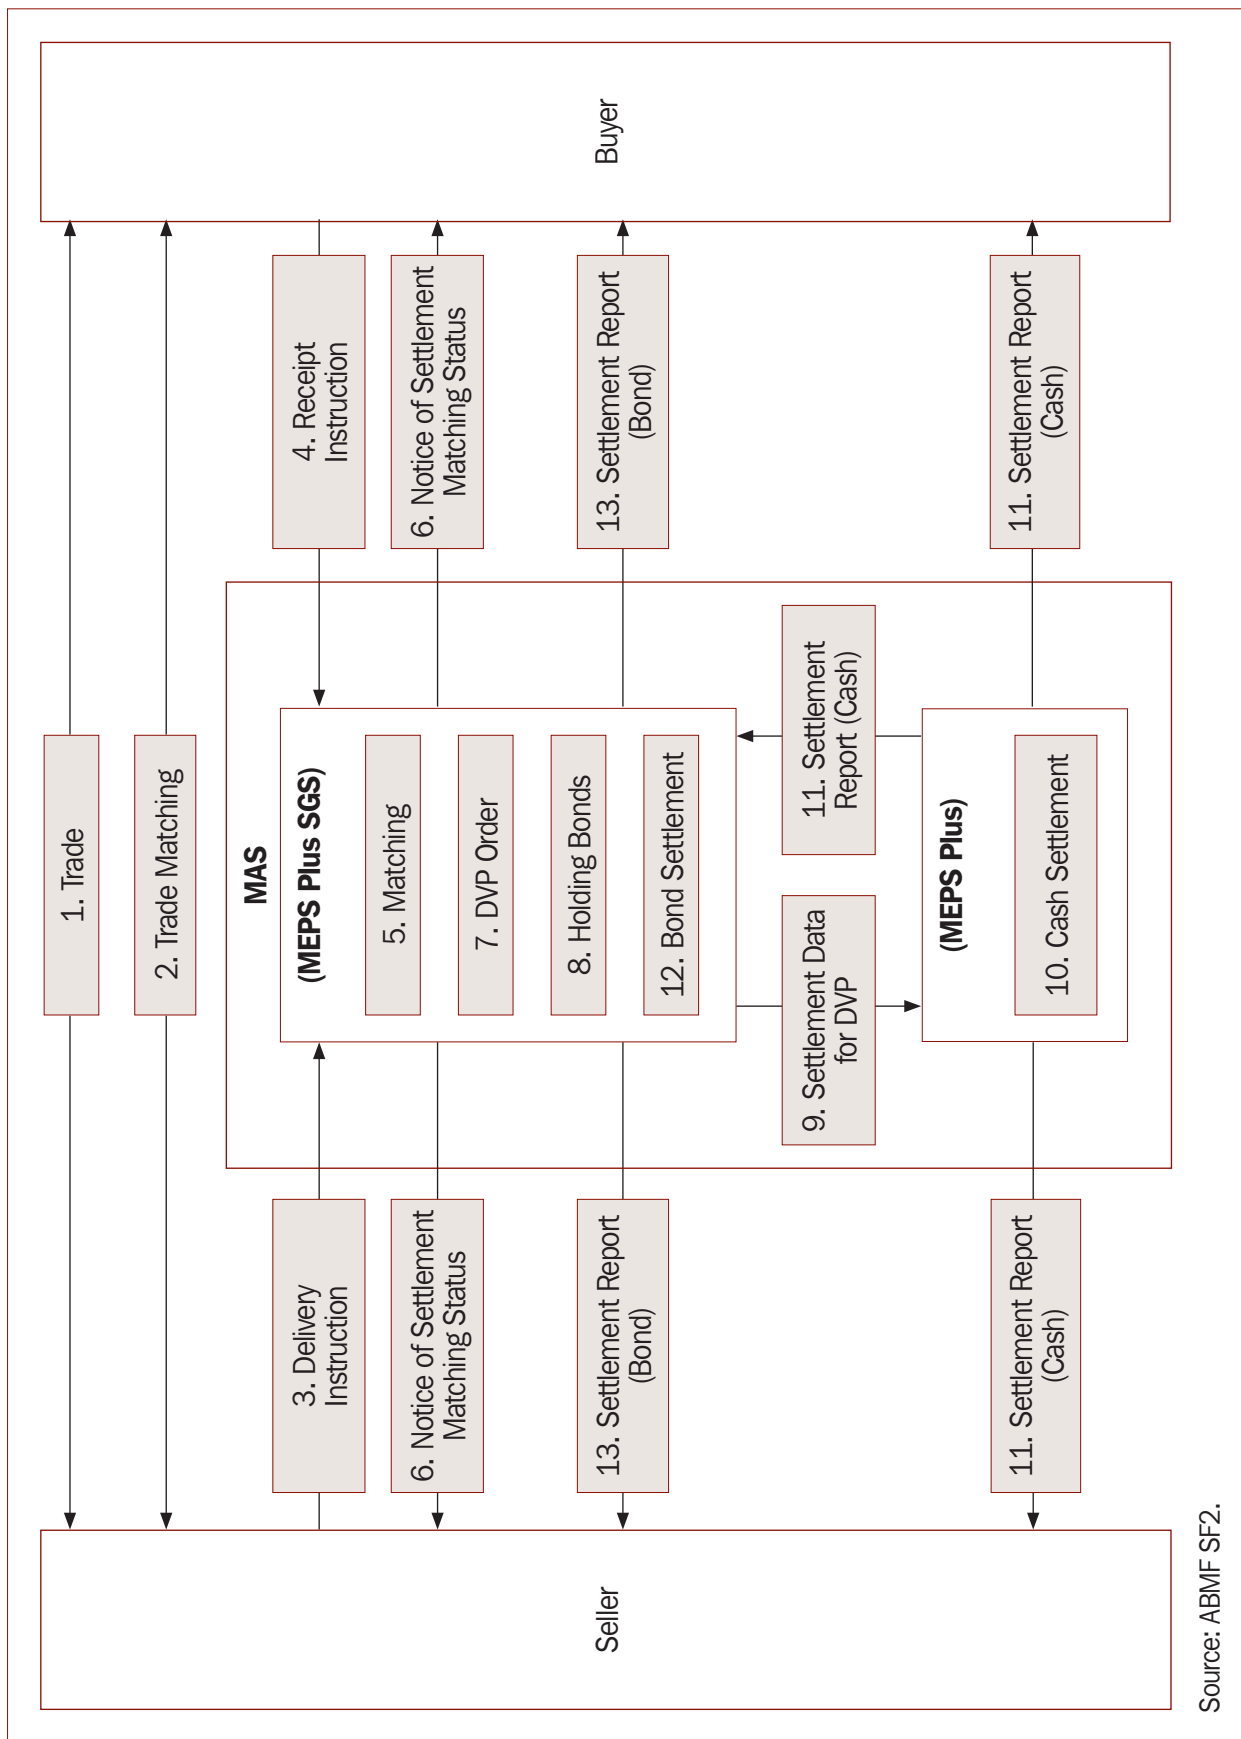 1. Trade
2. Trade Matching
MAS
(MEPS Plus SGS)
3. Delivery
Instruction
4. Receipt
Instruction
5. Matching
6. Notice of Settlement
Matching Status
6. Notice of Settlement
Matching Status
7. DVP Order
8. Holding Bonds
13. Settlement Report
(Bond)
13. Settlement Report
(Bond)
12. Bond Settlement
Seller
Buyer
9. Settlement Data
for DVP
11. Settlement
Report (Cash)
(MEPS Plus)
10. Cash Settlement
11. Settlement Report
(Cash)
11. Settlement Report
(Cash)
Source: ABMF SF2.